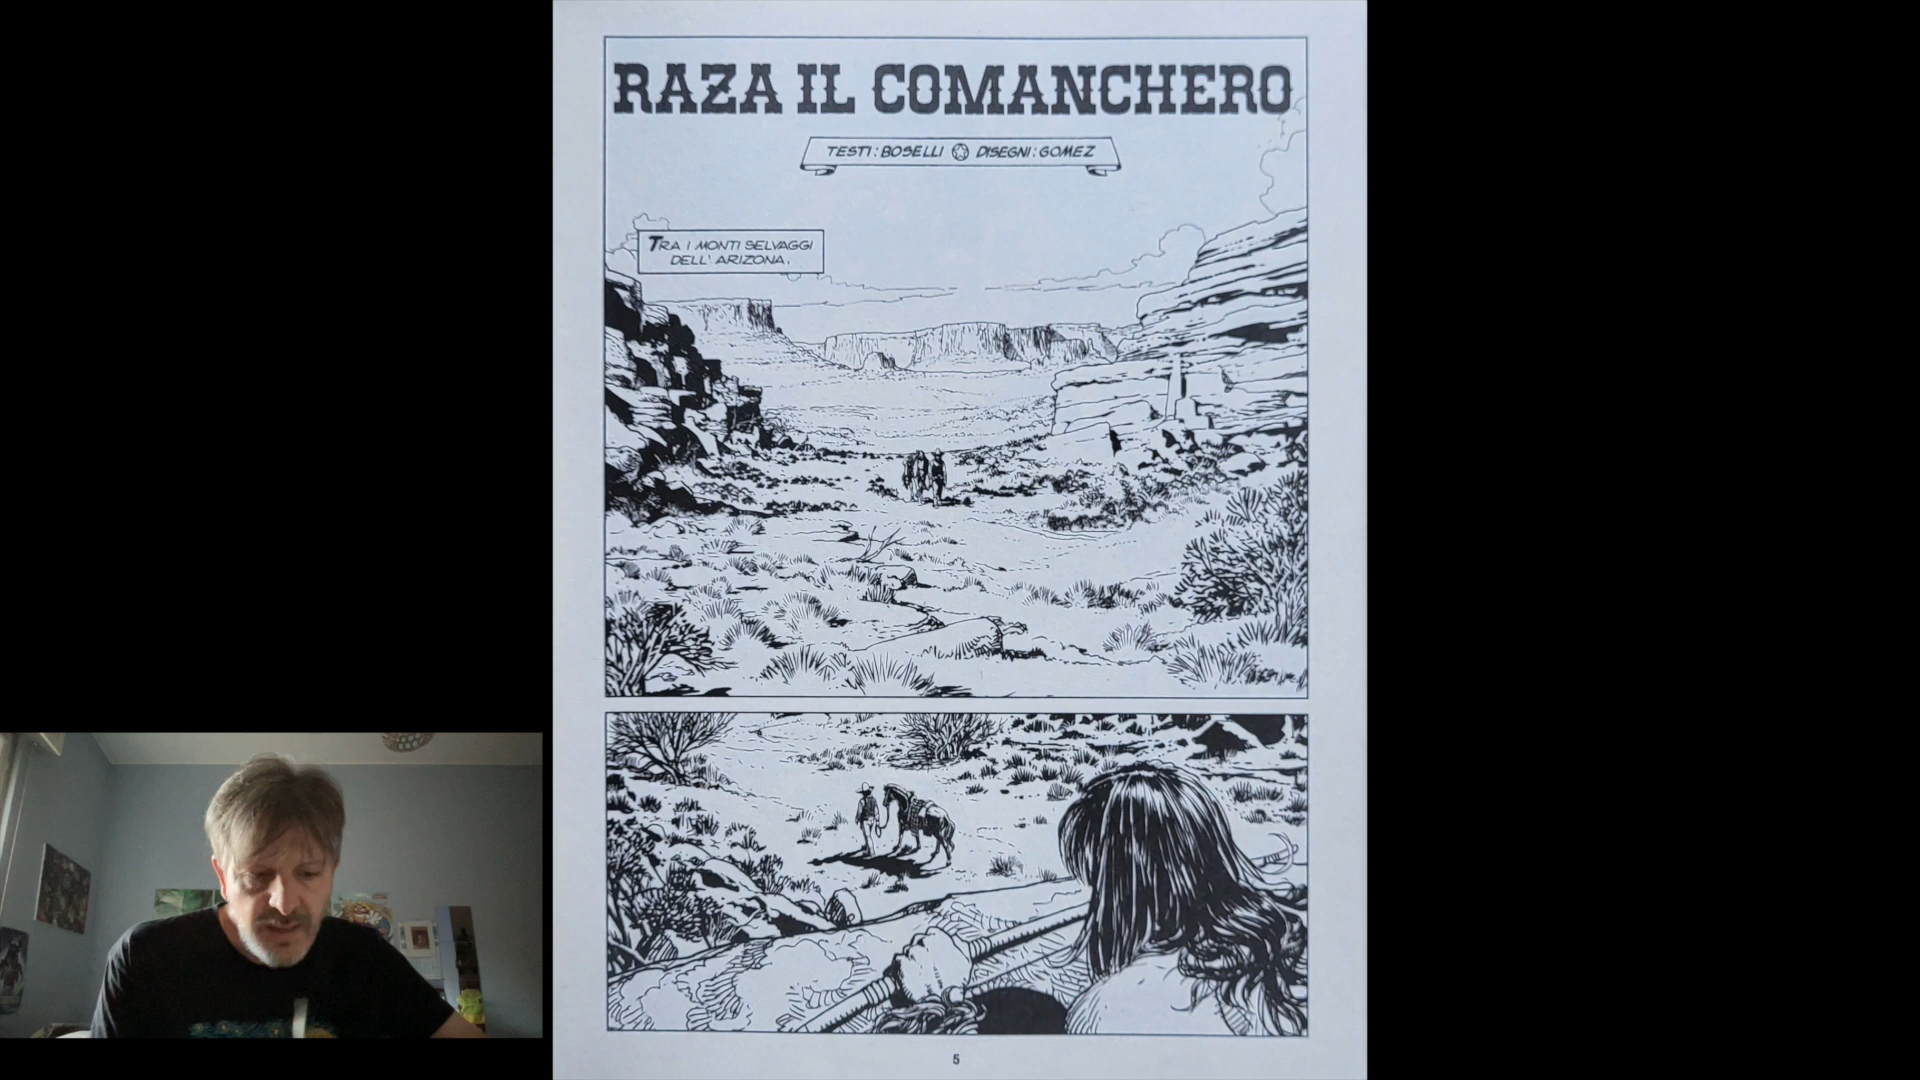 RAZA IL COMANCHERO
TESTI: BOSELLI DISEGNI: GOMEZ
TRA I MONTI SELVAGGI
DELL' ARIZONA.
5